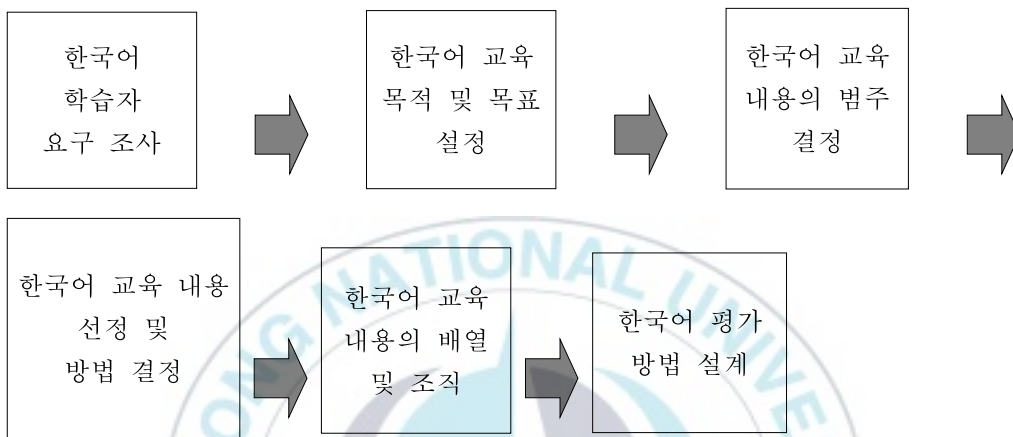 한국어
학습자
요구 조사
한국어 교육
목적 및 목표
설정
한국어 교육
내용의 범주
결정
한국어 교육 내용
선정 및
방법 결정
한국어 교육
내용의 배열
및 조직
한국어 평가
방법 설계
ONG NATIONAL UNIVE